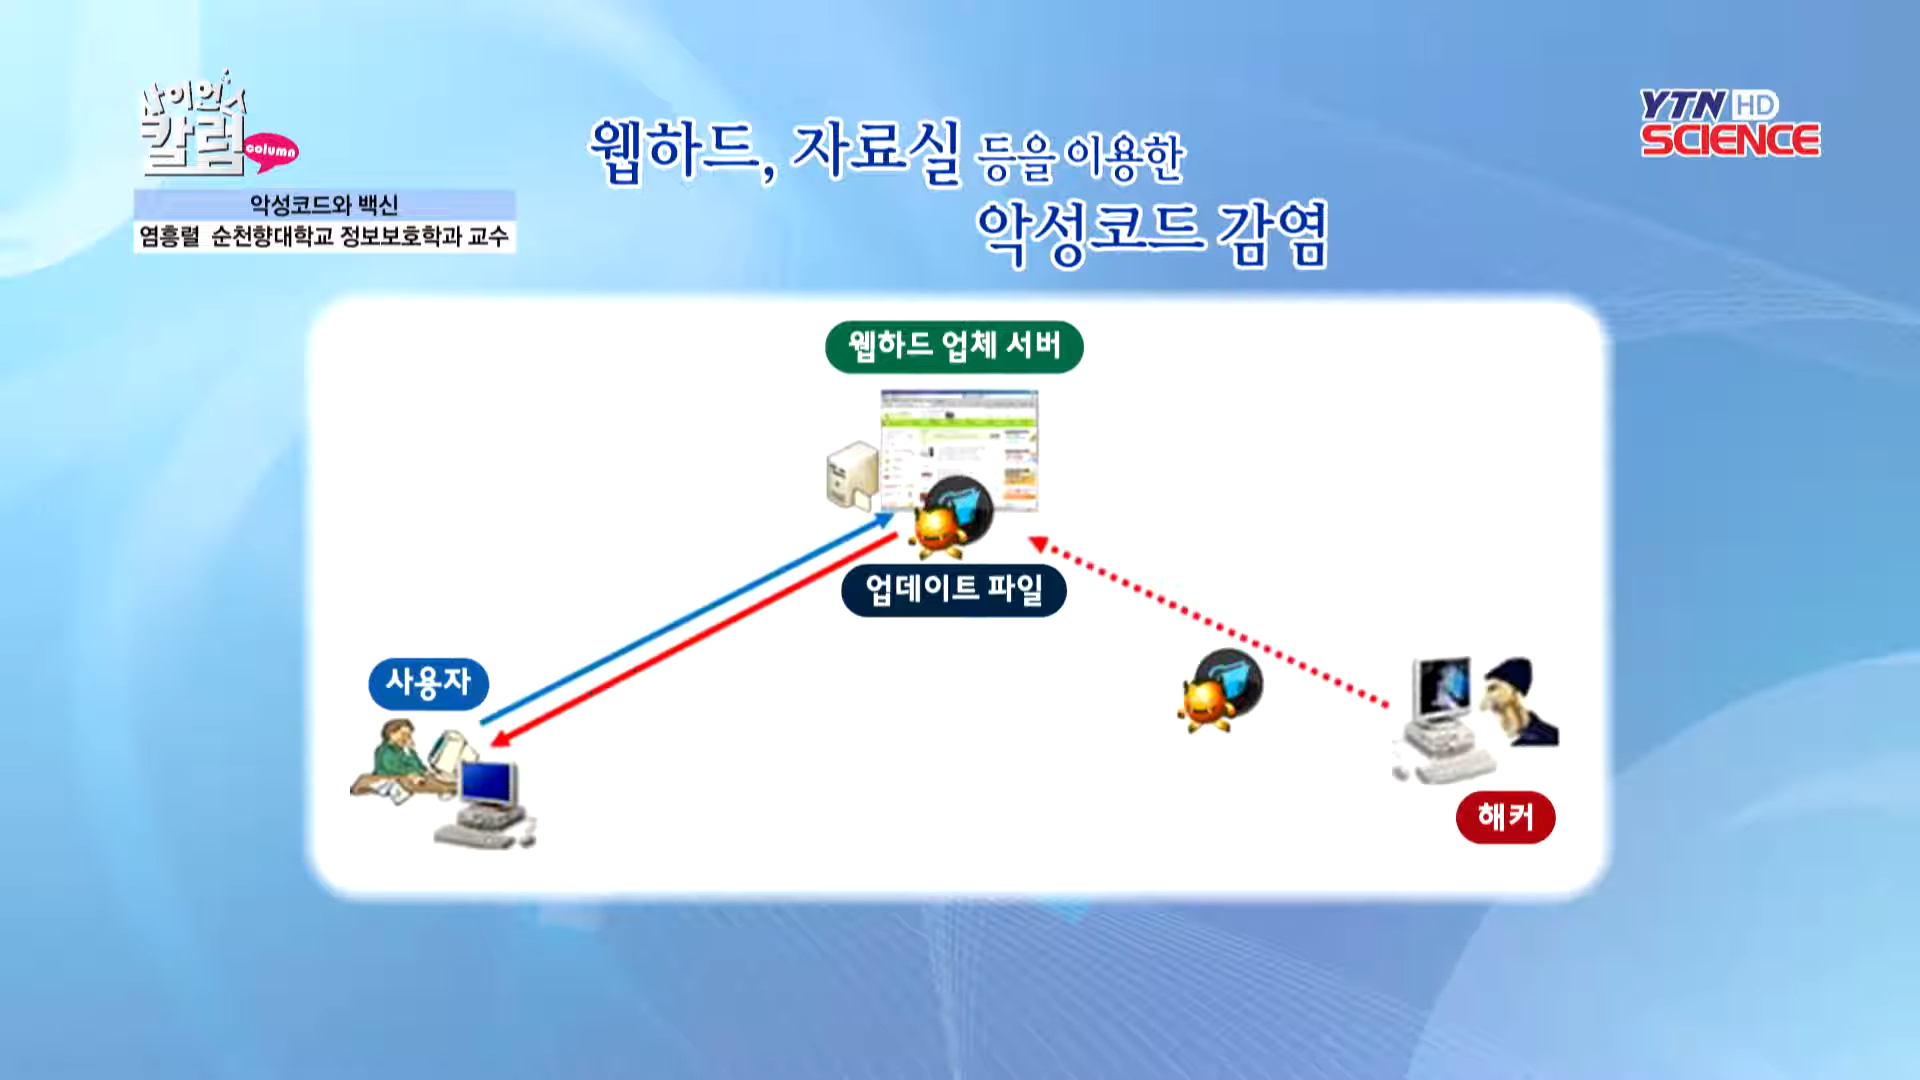 사이언스
칼럼
column
악성코드와 백신
염흥렬 순천향대학교 정보보호학과 교수
웹하드, 자료실 등을 이용한
악성코드 감염
YTN HD
SCIENCE
웹하드 업체 서버
업데이트 파일
사용자
해커